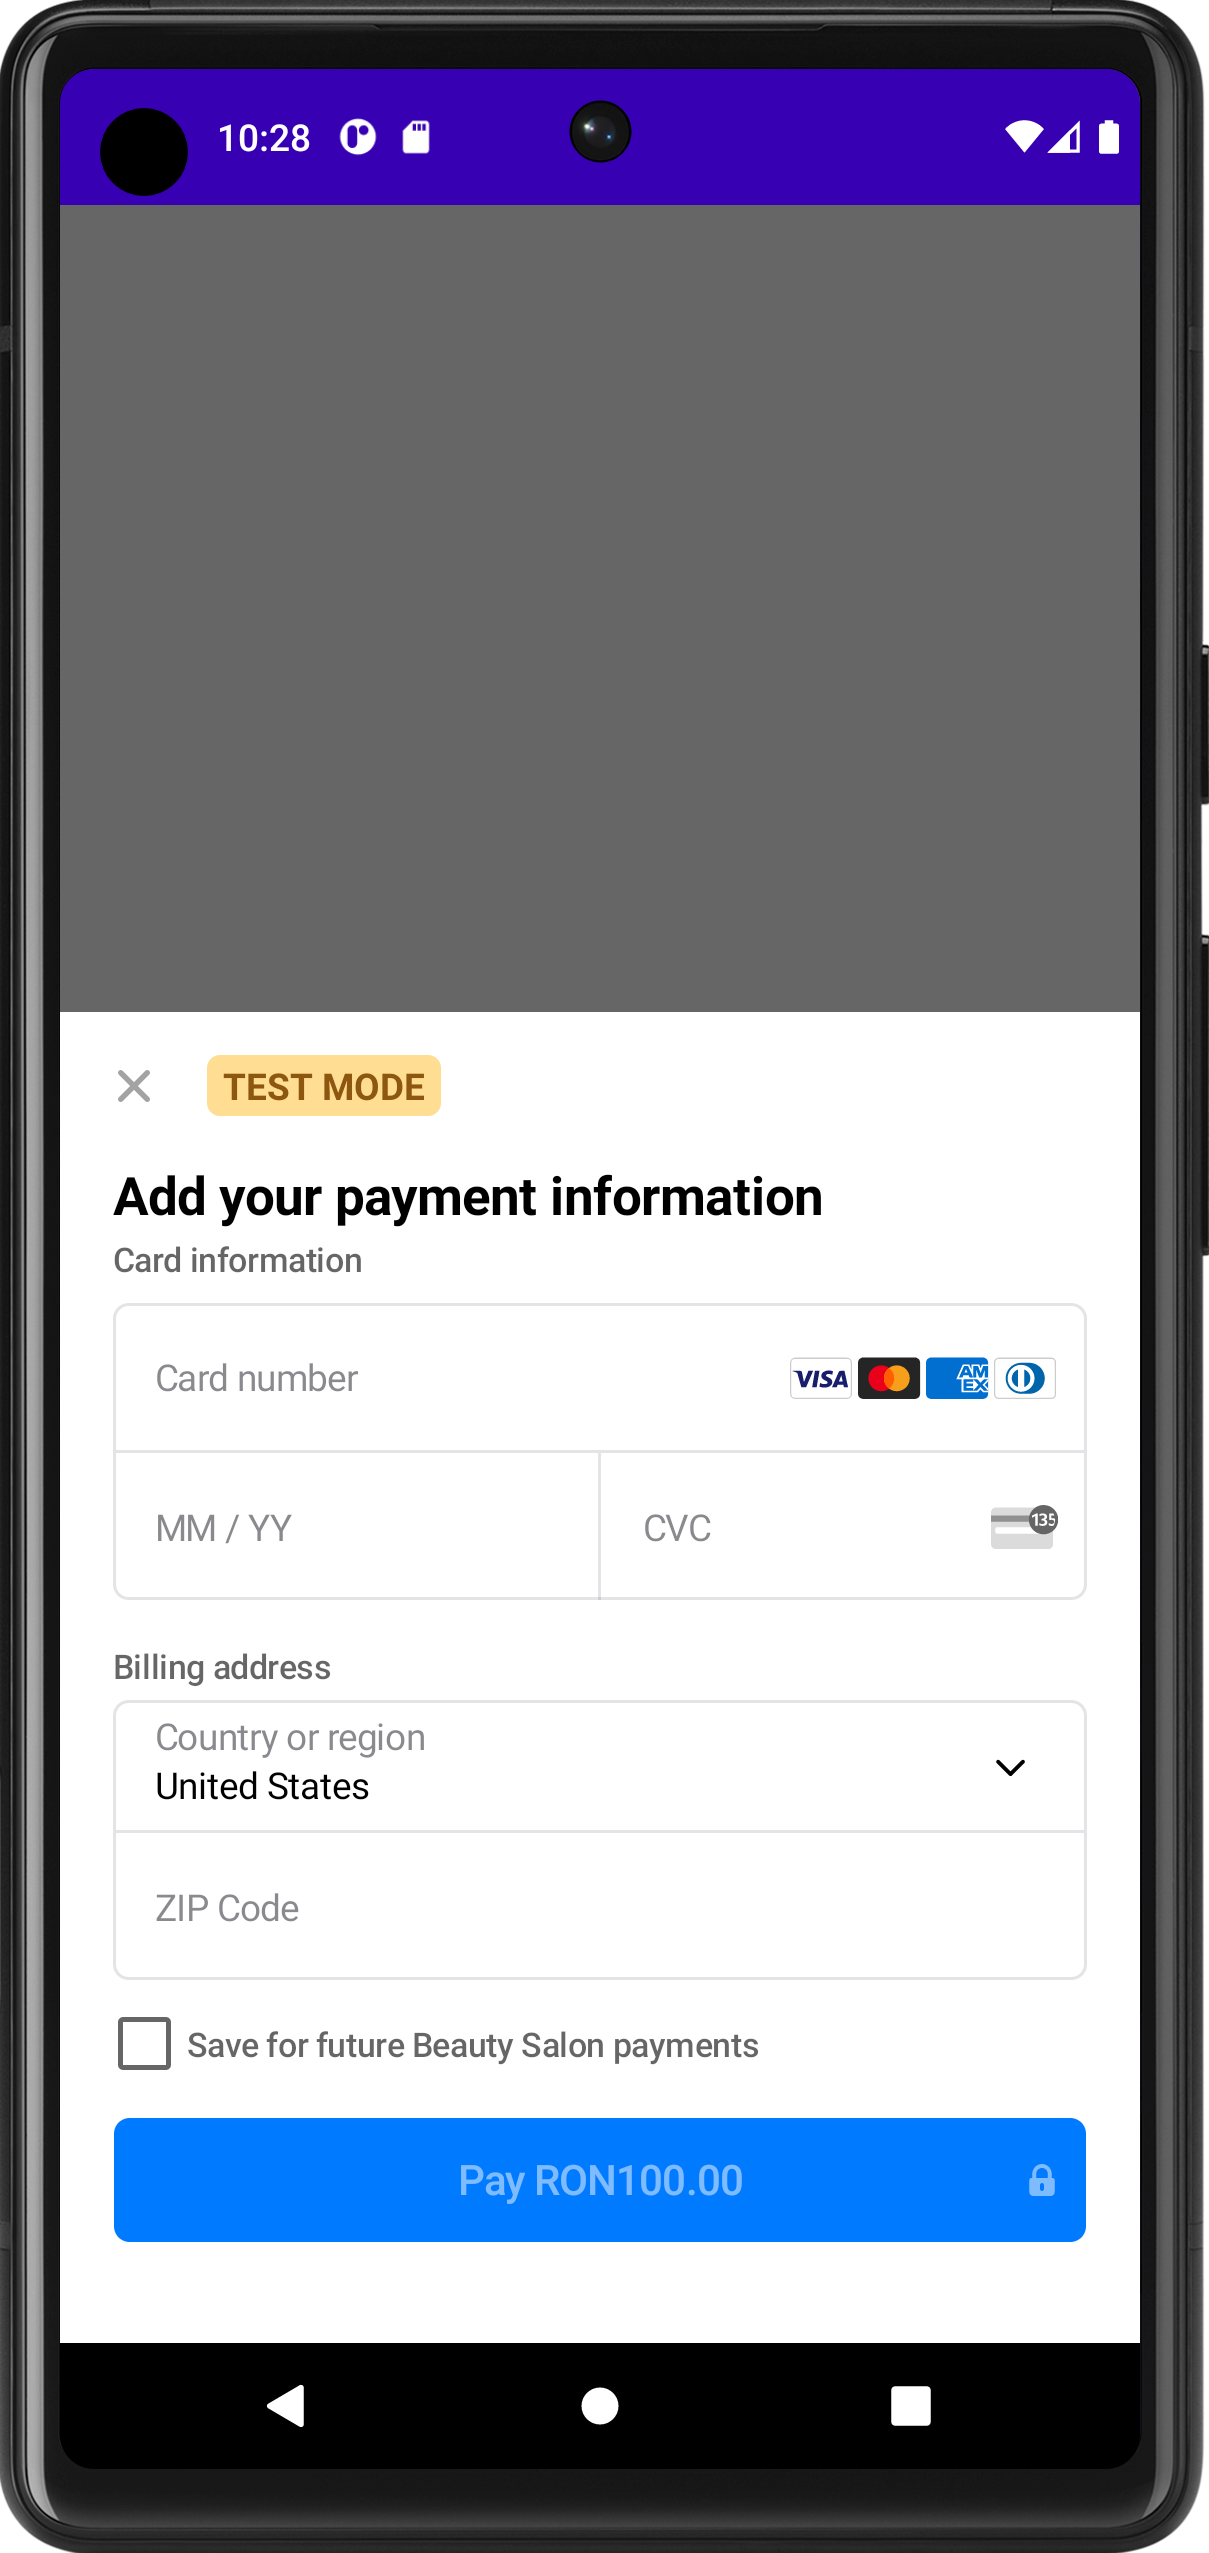 10:28
TEST MODE
Add your payment information
Card information
Card number VISA AM EX
MM / YY CVC 135
Billing address
Country or region
United States
ZIP Code
Save for future Beauty Salon payments
Pay RON100.00